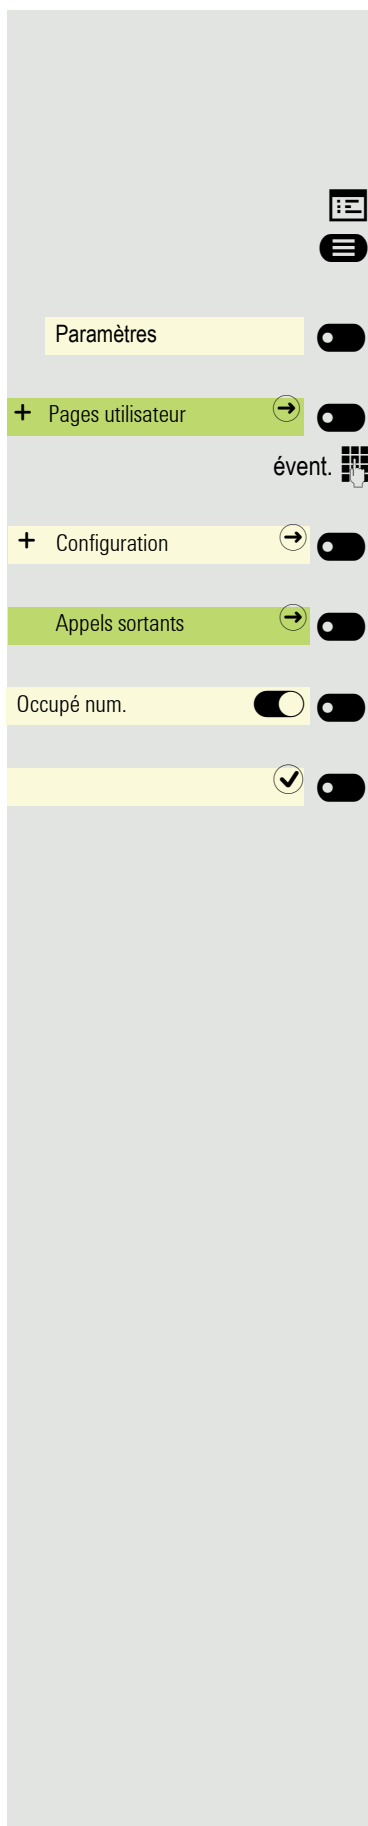 Paramètres
+ Pages utilisateur
évent.
+ Configuration
Appels sortants
Occupé num.